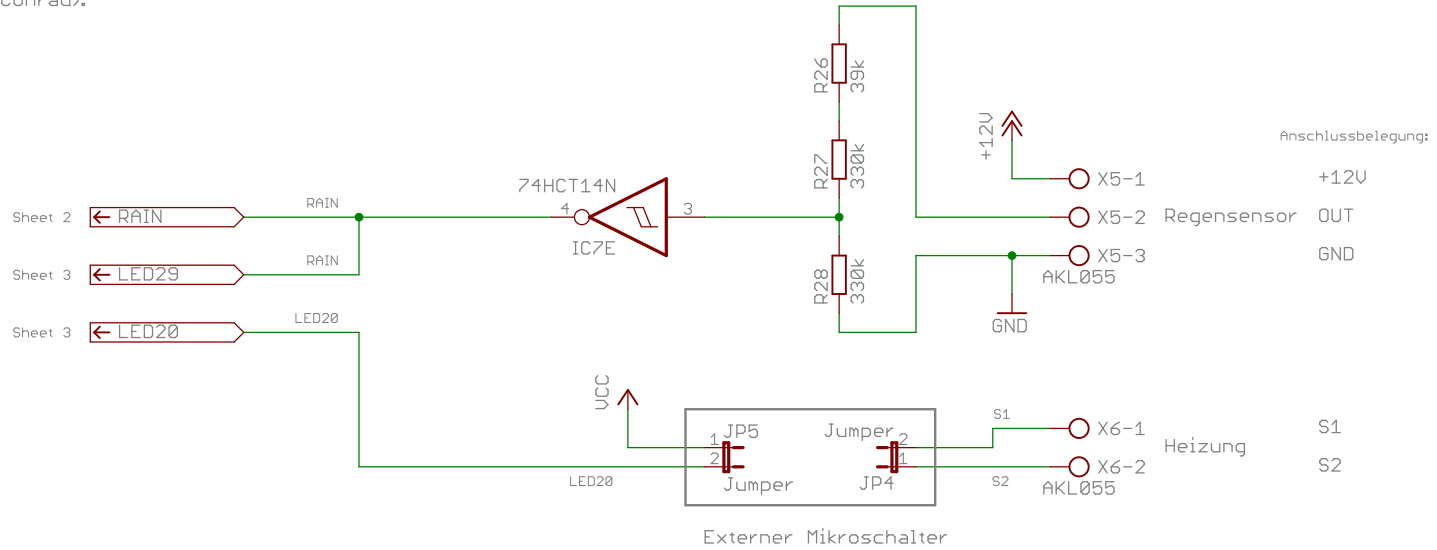 R26
39k
+12V
Anschlussbelegung:
R27
330k
74HCT14N
X5-1
+12V
Sheet 2
RAIN
RAIN
4
3
X5-2
Regensensor
OUT
IC7E
Sheet 3
LED29
RAIN
R28
330k
X5-3
GND
AKL055
Sheet 3
LED20
LED20
GND
VCC
JP5
Jumper
S1
1
2
X6-1
S1
Heizung
2
1
X6-2
S2
LED20
Jumper
JP4
S2
AKL055
Externer Mikroschalter